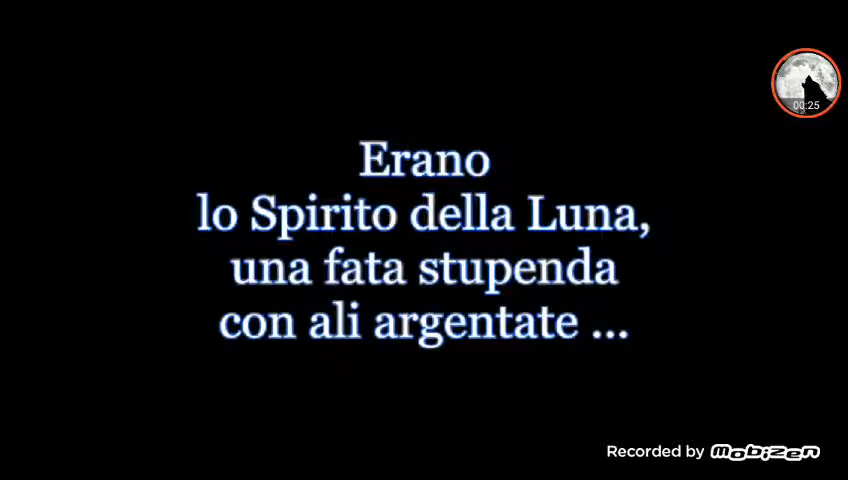 00:25
Erano
lo Spirito della Luna,
una fata stupenda
con ali argentate ...
Recorded by Mobizen